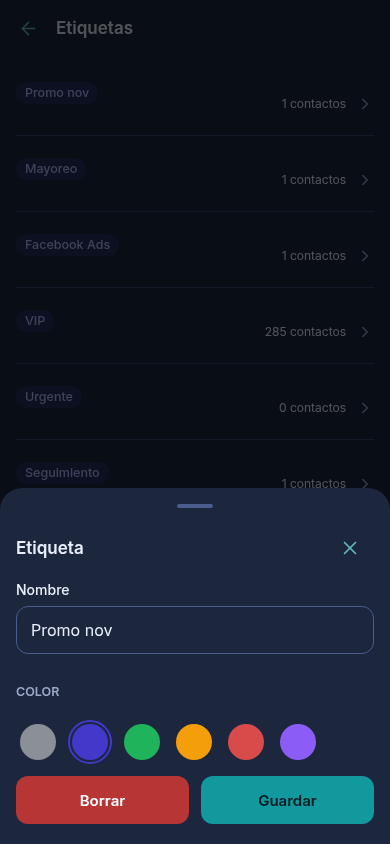 Etiquetas
Promo nov
1 contactos
Mayoreo
1 contactos
Facebook Ads
1 contactos
VIP
285 contactos
Urgente
0 contactos
Seguimiento
1 contactos
Etiqueta
Nombre
Promo nov
COLOR
Borrar
Guardar